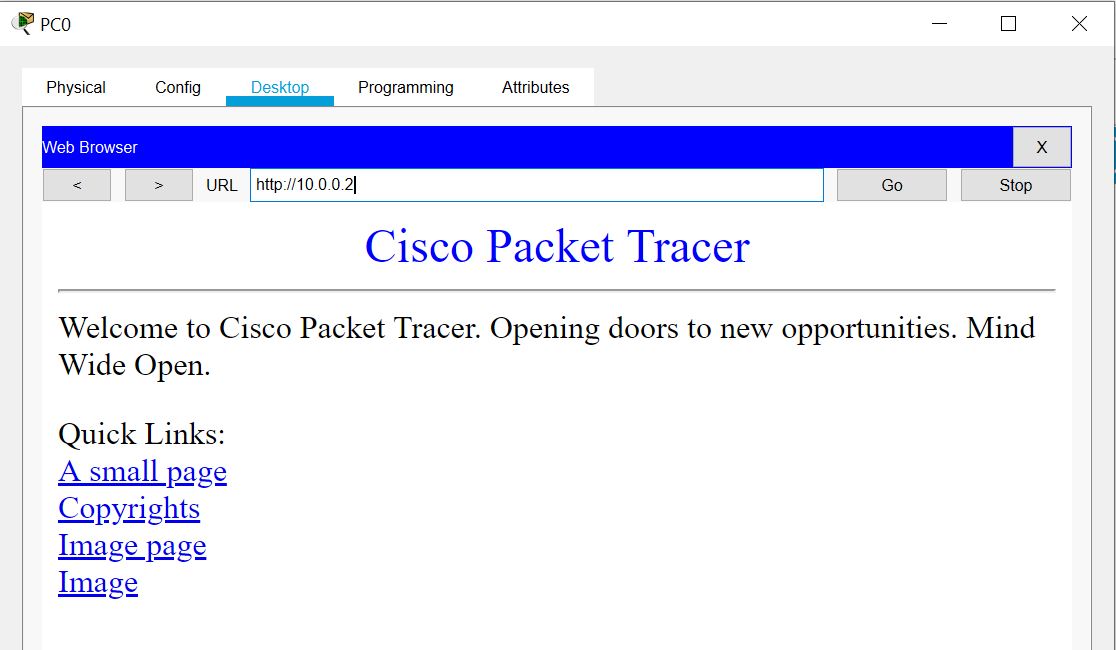 PC0
Physical Config Desktop Programming Attributes
Web Browser X
< > URL http://10.0.0.2 Go Stop
Cisco Packet Tracer
Welcome to Cisco Packet Tracer. Opening doors to new opportunities. Mind
Wide Open.
Quick Links:
A small page
Copyrights
Image page
Image